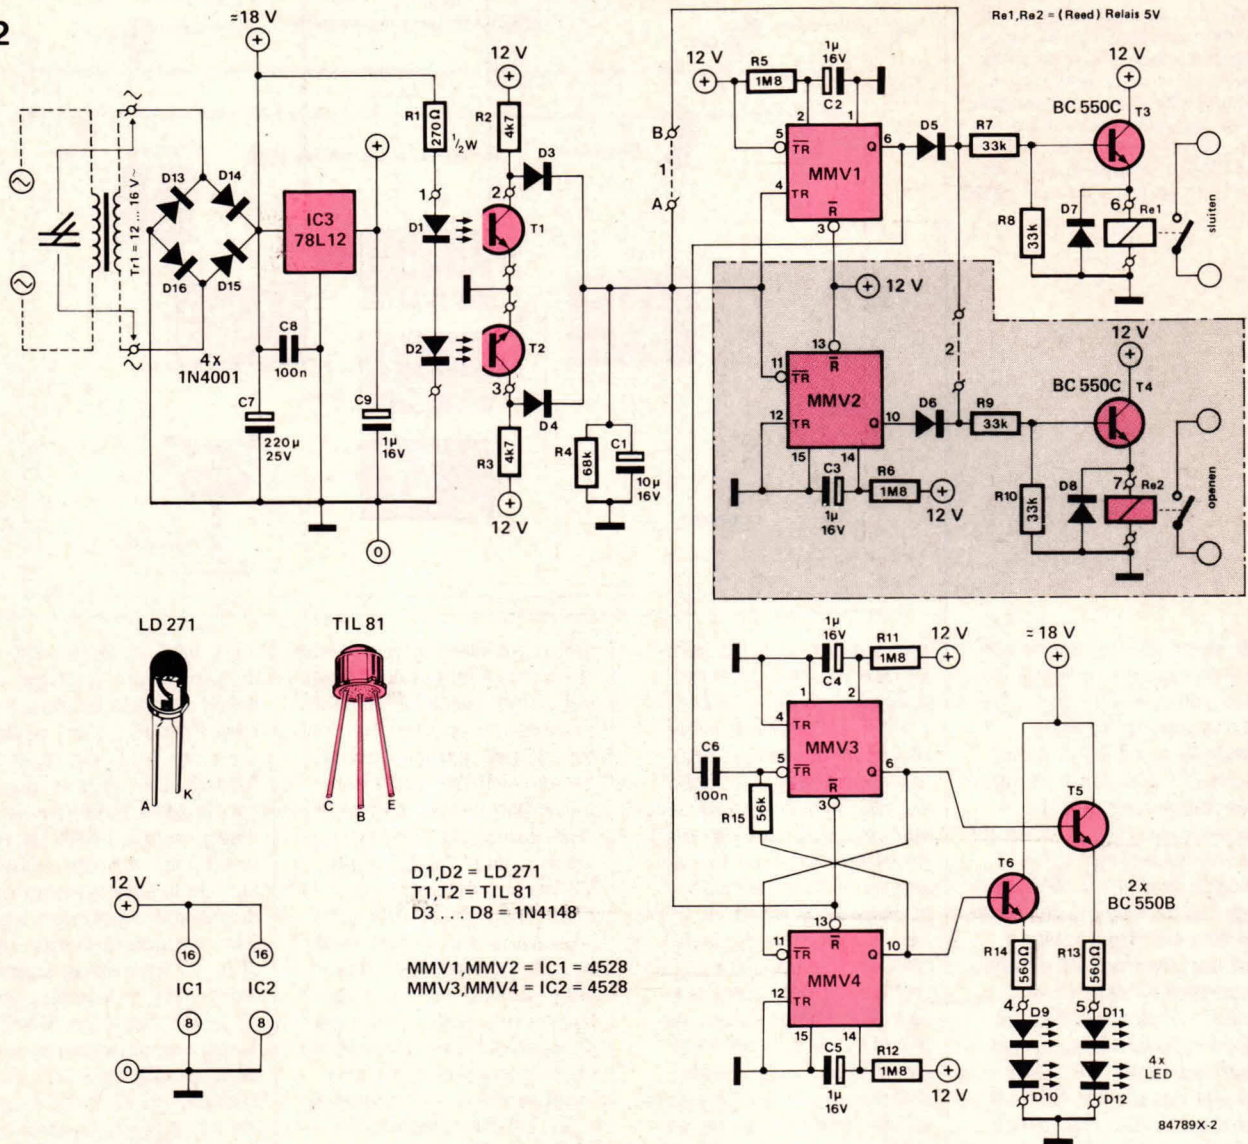 2
≈18 V
+
12 V
+
Re1,Re2 = (Reed) Relais 5V
Tr1 = 12 ... 16 V~
D13
D14
D16
D15
4x
1N4001
IC3
78L12
+
C8
100n
C7
220µ
25V
C9
1µ
16V
0
R1
270Ω
½W
1
D1
D2
R2
4k7
D3
2
T1
T2
3
D4
R3
4k7
+
12 V
R4
68k
C1
10µ
16V
B
1
A
12 V
+
R5
1M8
1µ
16V
C2
2
1
5
TR
MMV1
Q
6
4
TR
R
3
D5
R7
33k
R8
33k
12 V
+
BC 550C
T3
D7
6
Re1
sluiten
+ 12 V
13
R
11
TR
MMV2
12
TR
Q
10
15
14
C3
1µ
16V
R6
1M8
+
12 V
D6
2
R9
33k
R10
33k
12 V
+
BC 550C
T4
D8
7
Re2
openen
LD 271
A
K
TIL 81
C
B
E
12 V
+
16
16
IC1
IC2
8
8
0
D1,D2 = LD 271
T1,T2 = TIL 81
D3 ... D8 = 1N4148
MMV1,MMV2 = IC1 = 4528
MMV3,MMV4 = IC2 = 4528
1µ
16V
C4
R11
1M8
12 V
+
1
2
4
TR
MMV3
5
TR
Q
6
R
3
C6
100n
R15
56k
13
R
11
TR
Q
10
MMV4
12
TR
15
14
C5
1µ
16V
R12
1M8
+
12 V
≈ 18 V
+
T5
T6
2x
BC 550B
R14
560Ω
R13
560Ω
4
D9
5
D11
D10
D12
4x
LED
84789X-2